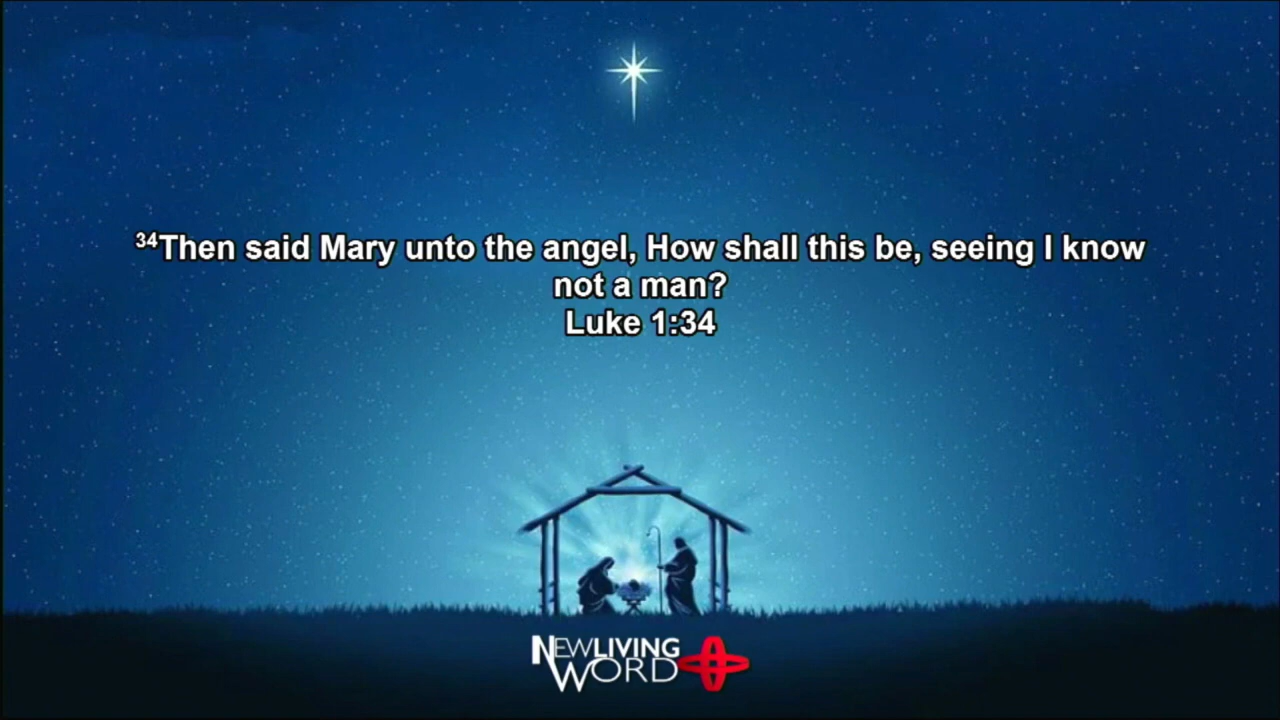 ³⁴Then said Mary unto the angel, How shall this be, seeing I know
not a man?
Luke 1:34
NEWLIVING
WORD